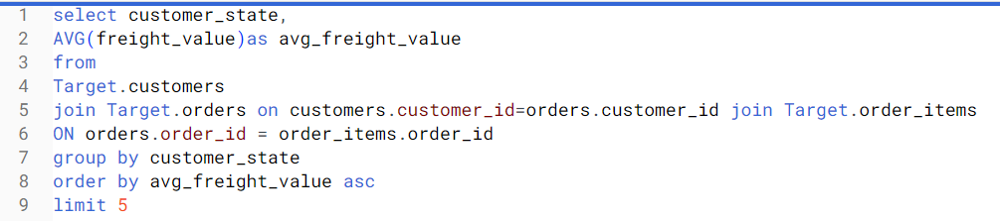 1 select customer_state,
2 AVG(freight_value)as avg_freight_value
3 from
4 Target.customers
5 join Target.orders on customers.customer_id=orders.customer_id join Target.order_items
6 ON orders.order_id = order_items.order_id
7 group by customer_state
8 order by avg_freight_value asc
9 limit 5